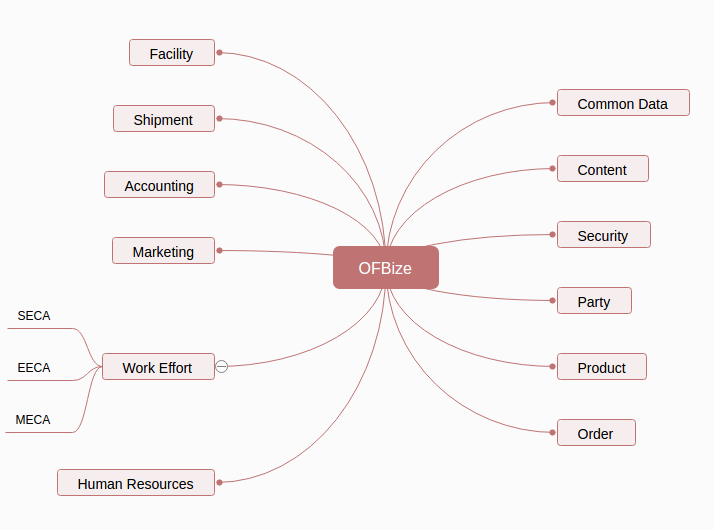 Facility
Shipment
Accounting
Marketing
SECA
EECA
MECA
Work Effort
Human Resources
OFBize
Common Data
Content
Security
Party
Product
Order